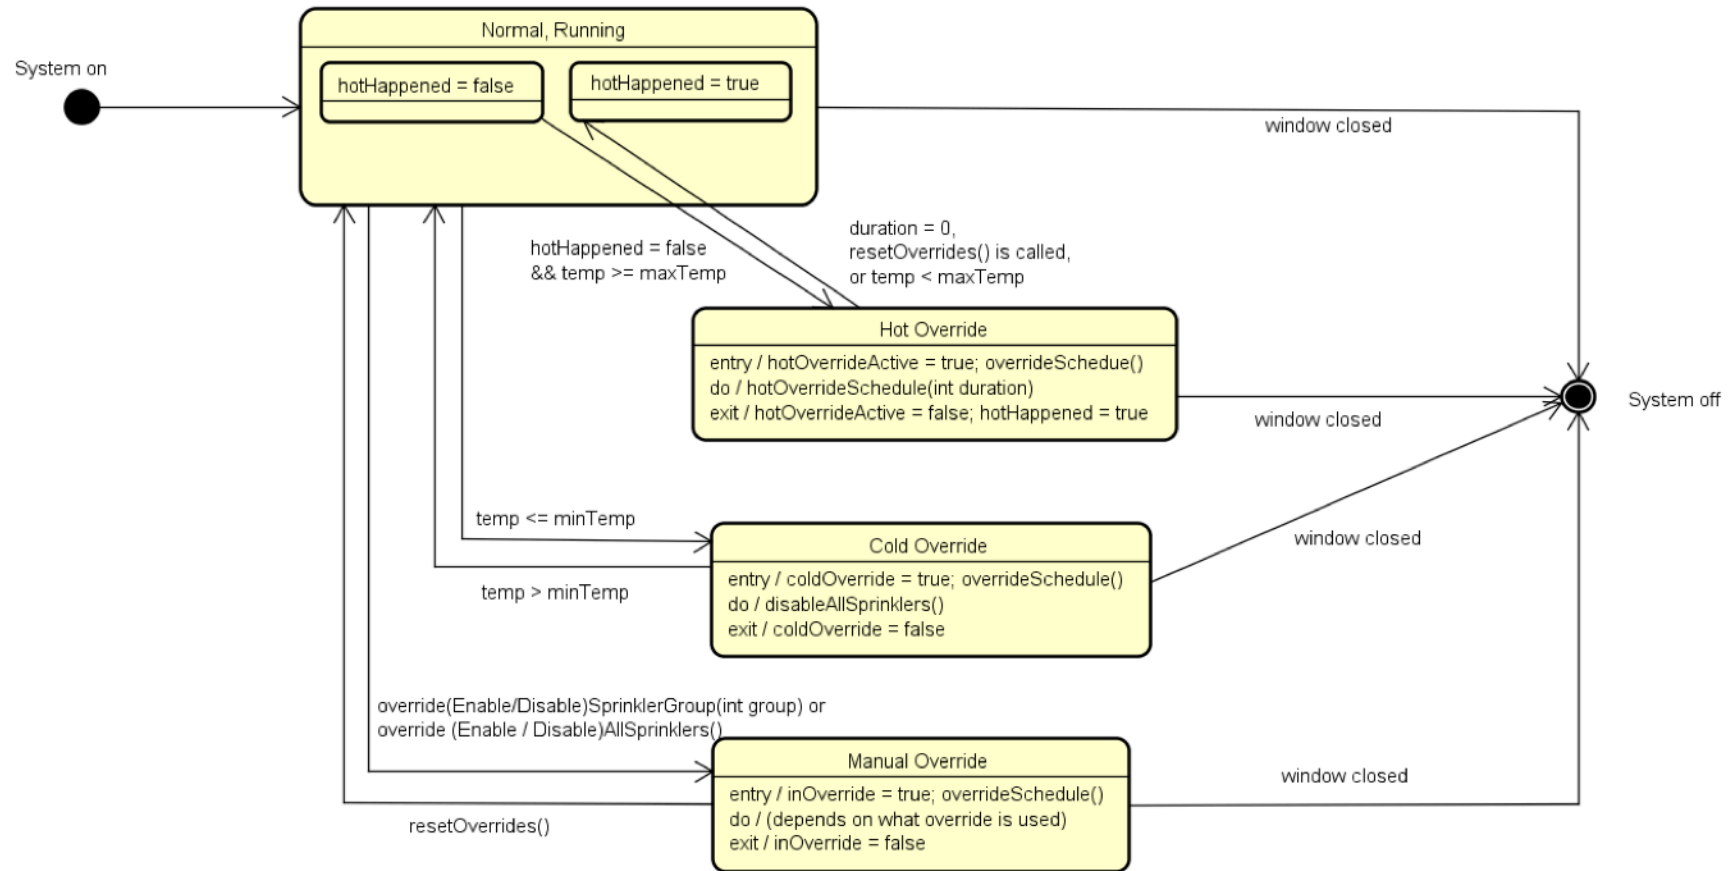 Normal, Running
System on
hotHappened = false
hotHappened = true
window closed
hotHappened = false
&& temp >= maxTemp
duration = 0,
resetOverrides() is called,
or temp < maxTemp
Hot Override
entry / hotOverrideActive = true; overrideSchedue()
do / hotOverrideSchedule(int duration)
exit / hotOverrideActive = false; hotHappened = true
window closed
System off
temp <= minTemp
temp > minTemp
Cold Override
entry / coldOverride = true; overrideSchedule()
do / disableAllSprinklers()
exit / coldOverride = false
window closed
override(Enable/Disable)SprinklerGroup(int group) or
override (Enable / Disable)AllSprinklers()
Manual Override
entry / inOverride = true; overrideSchedule()
do / (depends on what override is used)
exit / inOverride = false
window closed
resetOverrides()